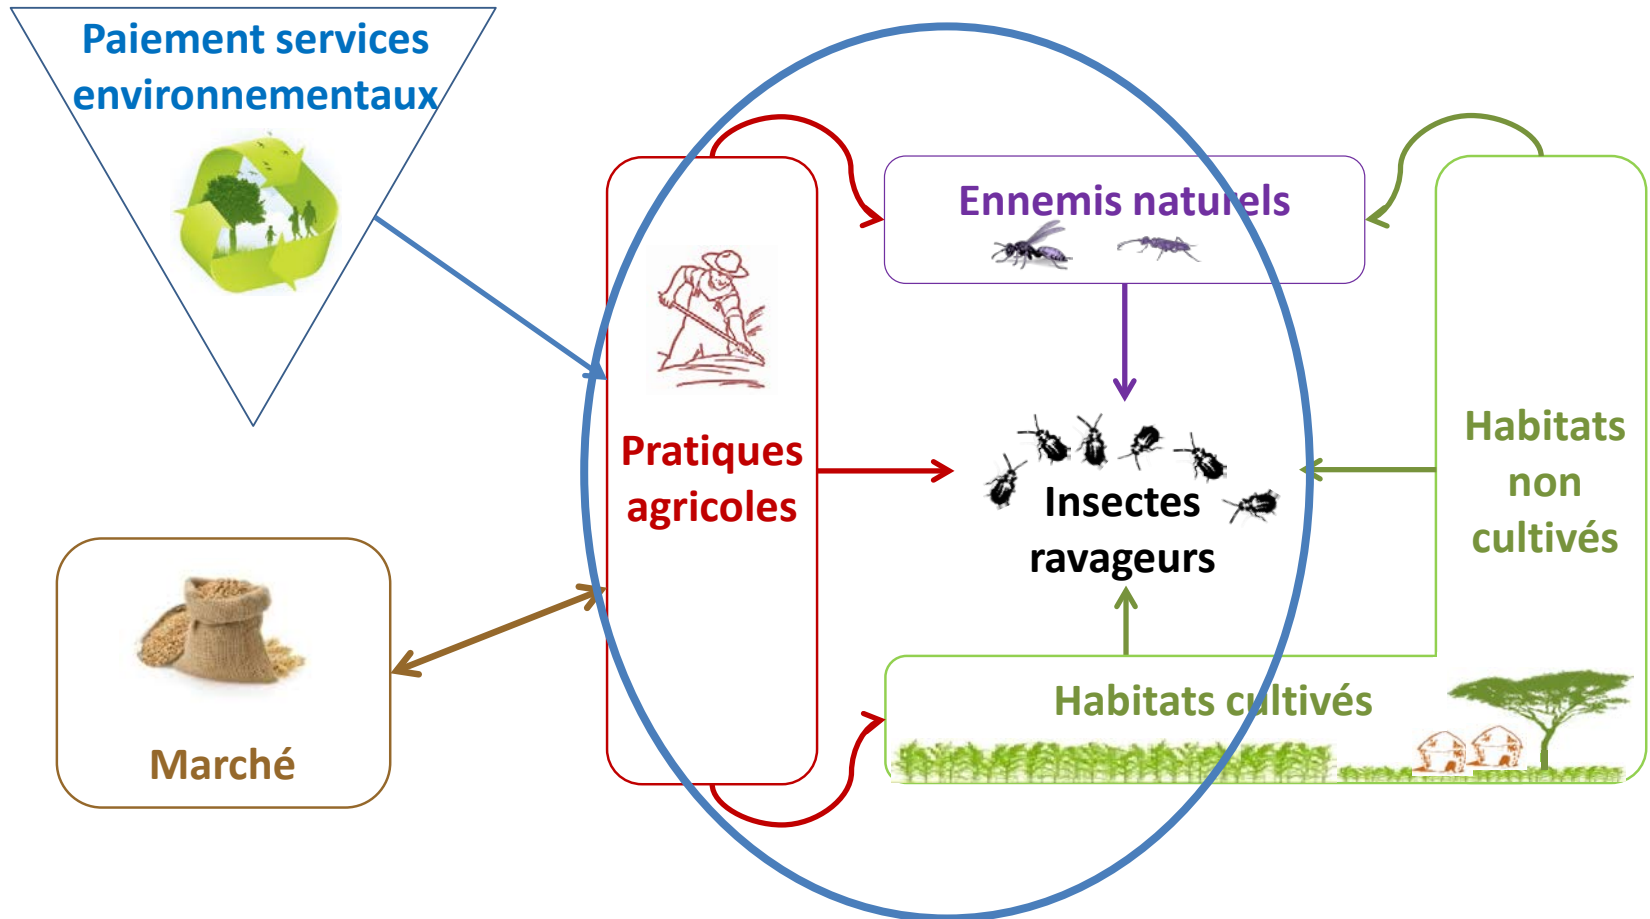 Paiement services
environnementaux
Ennemis naturels
Pratiques
agricoles
Insectes
ravageurs
Habitats
non
cultivés
Habitats cultivés
Marché